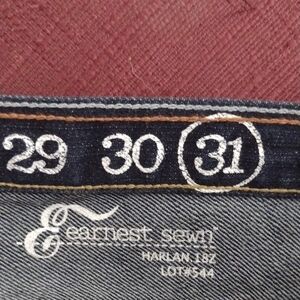 29 30 31
earnest sewn
HARLAN 18Z
LOT#544